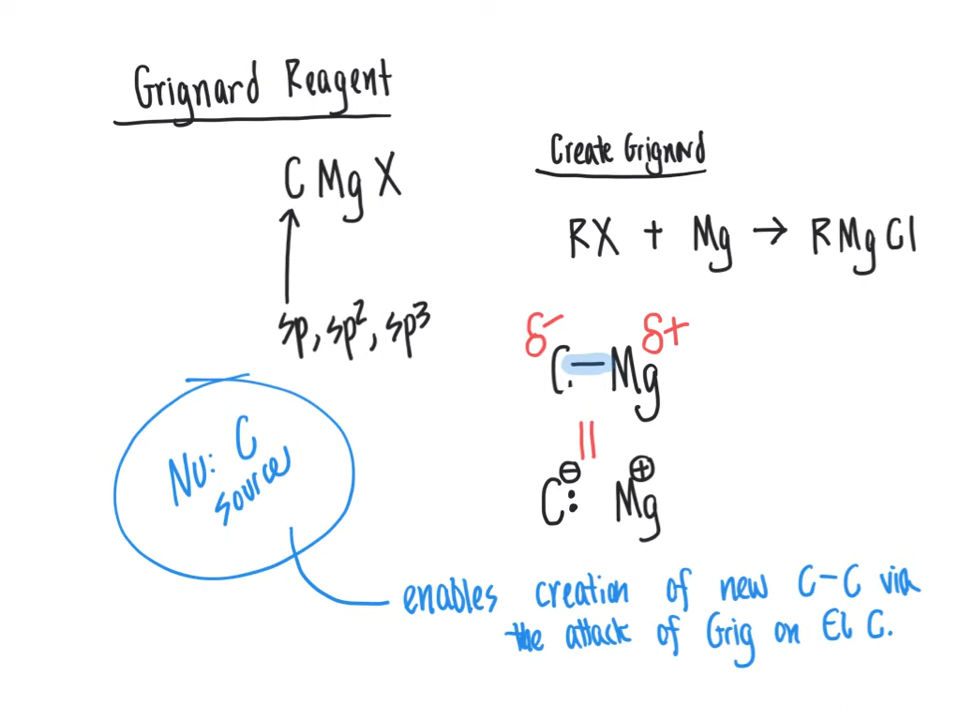 Grignard Reagent
C Mg X
sp, sp², sp³
Create Grignard
RX + Mg → RMgCl
δ- δ+
C — Mg
||
⊖ ⊕
C: Mg
Nu: C
source
enables creation of new C-C via
the attack of Grig on El C.